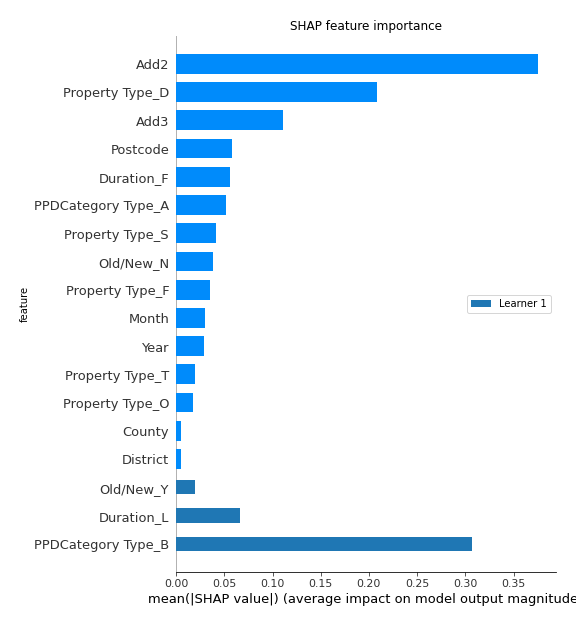 SHAP feature importance
Add2
Property Type_D
Add3
Postcode
Duration_F
PPDCategory Type_A
Property Type_S
Old/New_N
Property Type_F
Month
Year
Property Type_T
Property Type_O
County
District
Old/New_Y
Duration_L
PPDCategory Type_B
feature
Learner 1
0.00 0.05 0.10 0.15 0.20 0.25 0.30 0.35
mean(|SHAP value|) (average impact on model output magnitude